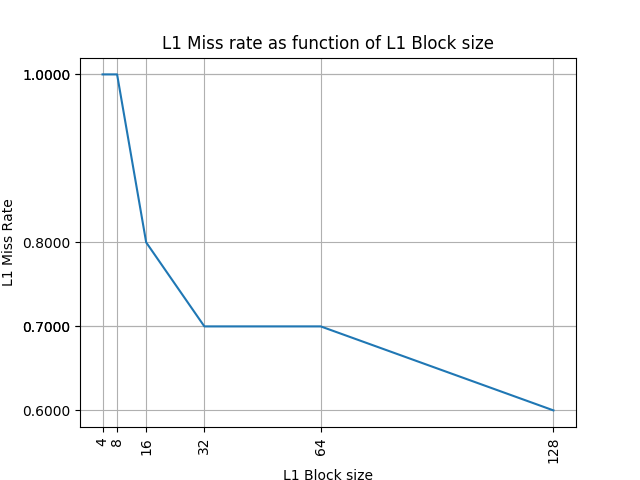 L1 Miss rate as function of L1 Block size
1.0000
0.8000
0.7000
0.6000
L1 Miss Rate
4 8 16 32 64 128
L1 Block size